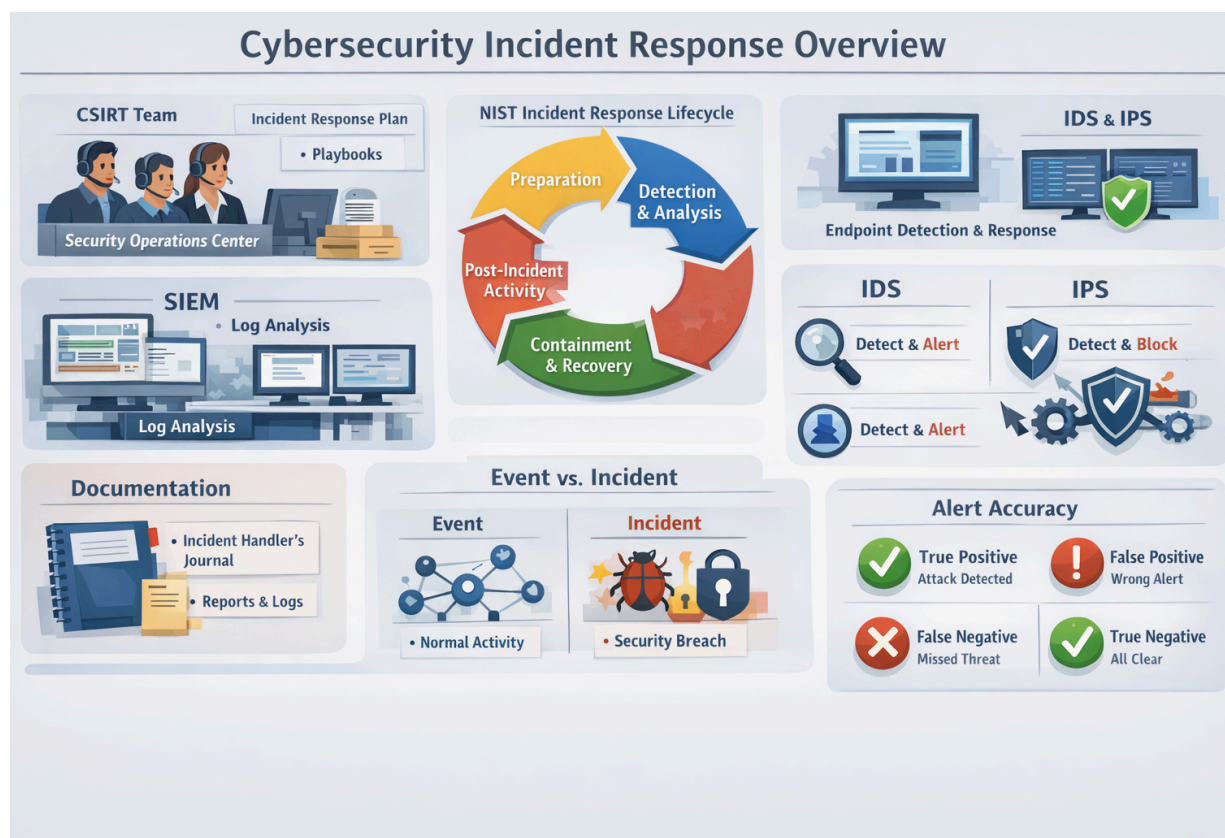 Cybersecurity Incident Response Overview
CSIRT Team
Incident Response Plan
• Playbooks
Security Operations Center
NIST Incident Response Lifecycle
Preparation
Detection
& Analysis
Post-Incident
Activity
Containment
& Recovery
IDS & IPS
Endpoint Detection & Response
SIEM
• Log Analysis
Log Analysis
IDS
IPS
Detect & Alert
Detect & Block
Detect & Alert
Documentation
• Incident Handler's
Journal
• Reports & Logs
Event vs. Incident
Event
Incident
• Normal Activity
• Security Breach
Alert Accuracy
True Positive
Attack Detected
False Positive
Wrong Alert
False Negative
Missed Threat
True Negative
All Clear